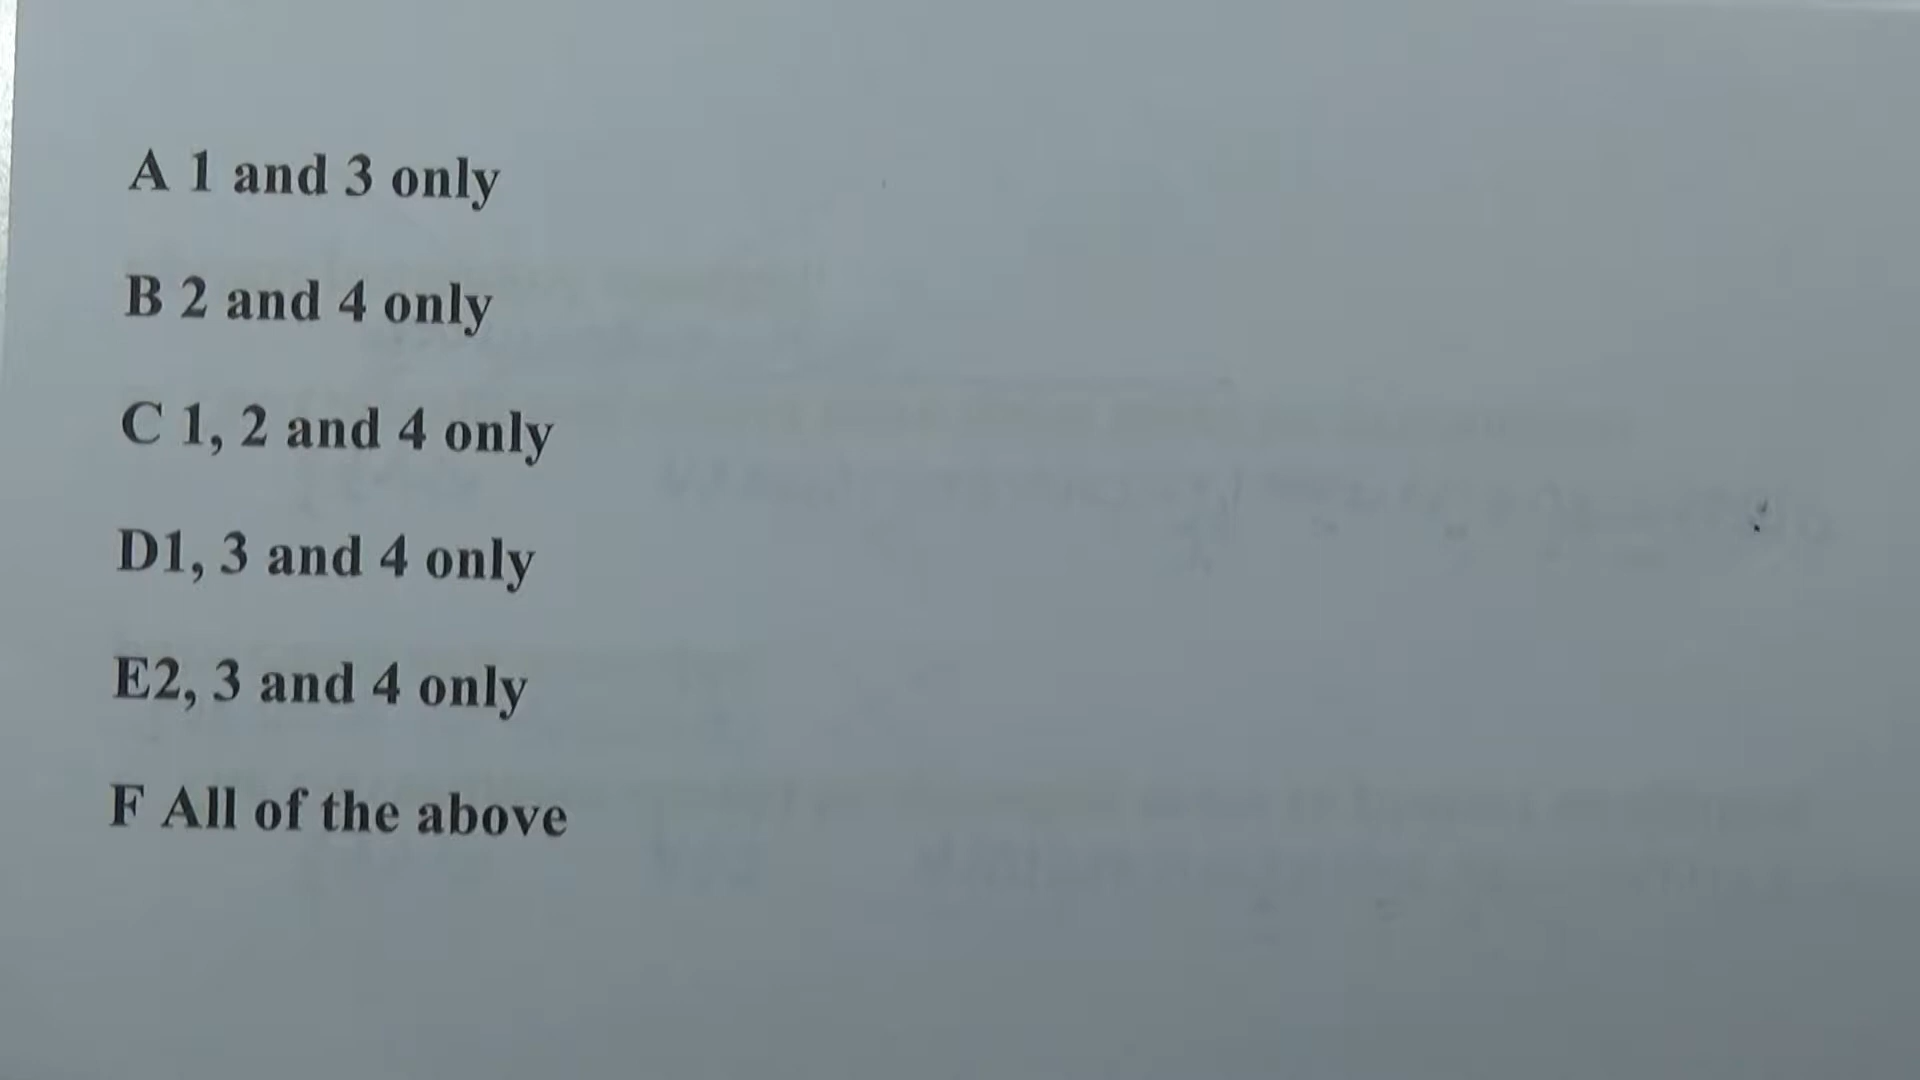 A 1 and 3 only
B 2 and 4 only
C 1, 2 and 4 only
D1, 3 and 4 only
E2, 3 and 4 only
F All of the above